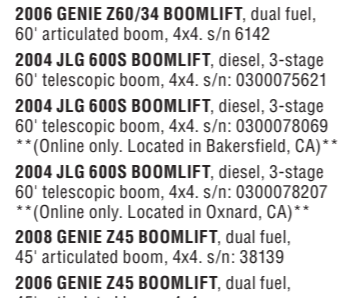 2006 GENIE Z60/34 BOOMLIFT, dual fuel,
60' articulated boom, 4x4. s/n 6142
2004 JLG 600S BOOMLIFT, diesel, 3-stage
60' telescopic boom, 4x4. s/n: 0300075621
2004 JLG 600S BOOMLIFT, diesel, 3-stage
60' telescopic boom, 4x4. s/n: 0300078069
**(Online only. Located in Bakersfield, CA)**
2004 JLG 600S BOOMLIFT, diesel, 3-stage
60' telescopic boom, 4x4. s/n: 0300078207
**(Online only. Located in Oxnard, CA)**
2008 GENIE Z45 BOOMLIFT, dual fuel,
45' articulated boom, 4x4. s/n: 38139
2006 GENIE Z45 BOOMLIFT, dual fuel,